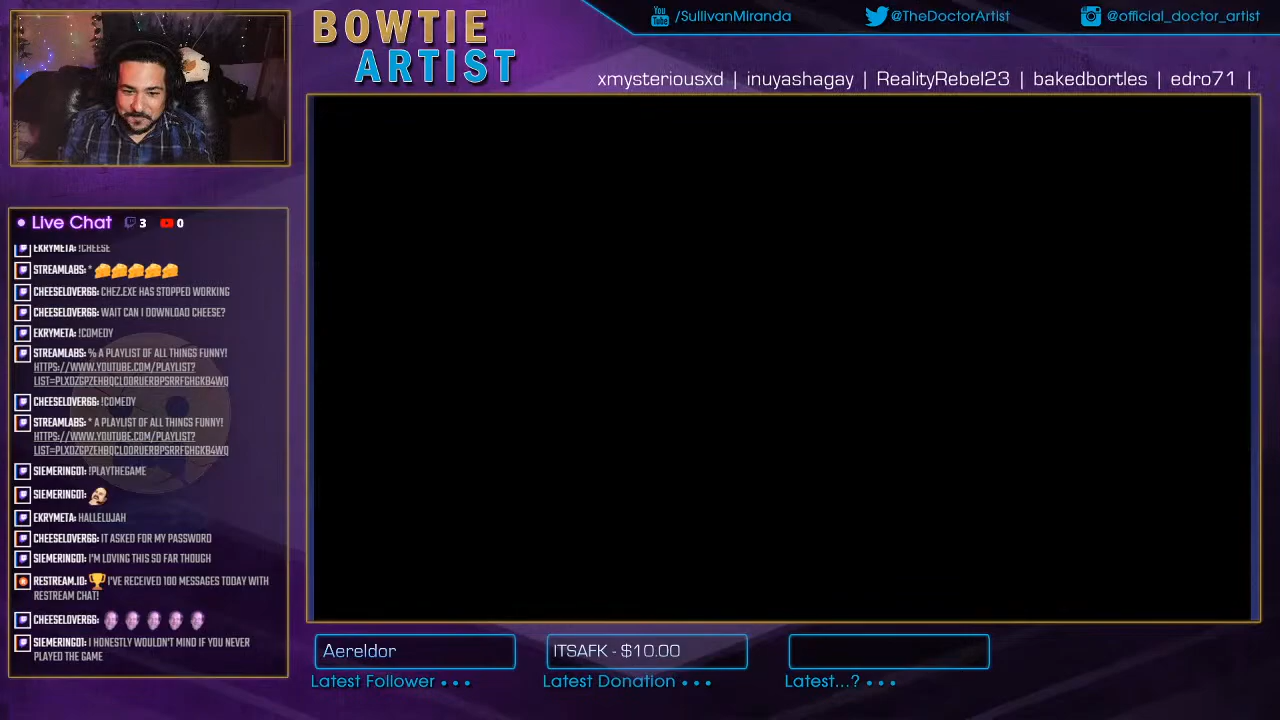 BOWTIE
ARTIST
You Tube /SullivanMiranda
@TheDoctorArtist
@official_doctor_artist
xmysteriousxd | inuyashagay | RealityRebel23 | bakedbortles | edro71 |
Live Chat 3 0
EKRYMETA: !CHEESE
STREAMLABS: *
CHEESELOVER66: CHEZ.EXE HAS STOPPED WORKING
CHEESELOVER66: WAIT CAN I DOWNLOAD CHEESE?
EKRYMETA: !COMEDY
STREAMLABS: % A PLAYLIST OF ALL THINGS FUNNY!
HTTPS://WWW.YOUTUBE.COM/PLAYLIST?
CHEESELOVER66: !COMEDY
STREAMLABS: * A PLAYLIST OF ALL THINGS FUNNY!
HTTPS://WWW.YOUTUBE.COM/PLAYLIST?
SIEMERING01: !PLAYTHEGAME
SIEMERING01:
EKRYMETA: HALLELUJAH
CHEESELOVER66: IT ASKED FOR MY PASSWORD
SIEMERING01: I'M LOVING THIS SO FAR THOUGH
RESTREAM.IO: I'VE RECEIVED 100 MESSAGES TODAY WITH
RESTREAM CHAT!
CHEESELOVER66:
SIEMERING01: I HONESTLY WOULDN'T MIND IF YOU NEVER
PLAYED THE GAME
Aereldor
Latest Follower • • •
ITSAFK - $10.00
Latest Donation • • •
Latest...? • • •